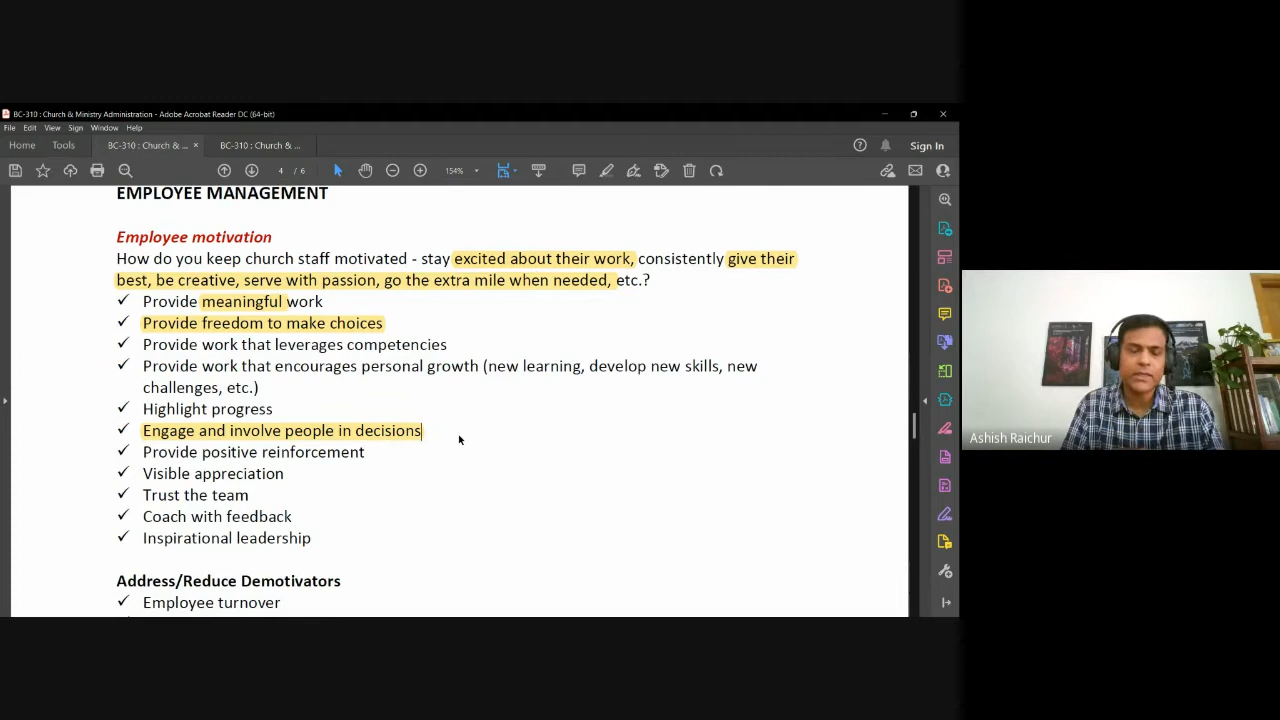 BC-310 : Church & Ministry Administration - Adobe Acrobat Reader DC (64-bit)
File Edit View Sign Window Help
Home Tools BC-310 : Church & ... × BC-310 : Church & ... Sign In
4 / 6 154%
EMPLOYEE MANAGEMENT
Employee motivation
How do you keep church staff motivated - stay excited about their work, consistently give their
best, be creative, serve with passion, go the extra mile when needed, etc.?
✓ Provide meaningful work
✓ Provide freedom to make choices
✓ Provide work that leverages competencies
✓ Provide work that encourages personal growth (new learning, develop new skills, new
challenges, etc.)
✓ Highlight progress
✓ Engage and involve people in decisions
✓ Provide positive reinforcement
✓ Visible appreciation
✓ Trust the team
✓ Coach with feedback
✓ Inspirational leadership
Address/Reduce Demotivators
✓ Employee turnover
Ashish Raichur